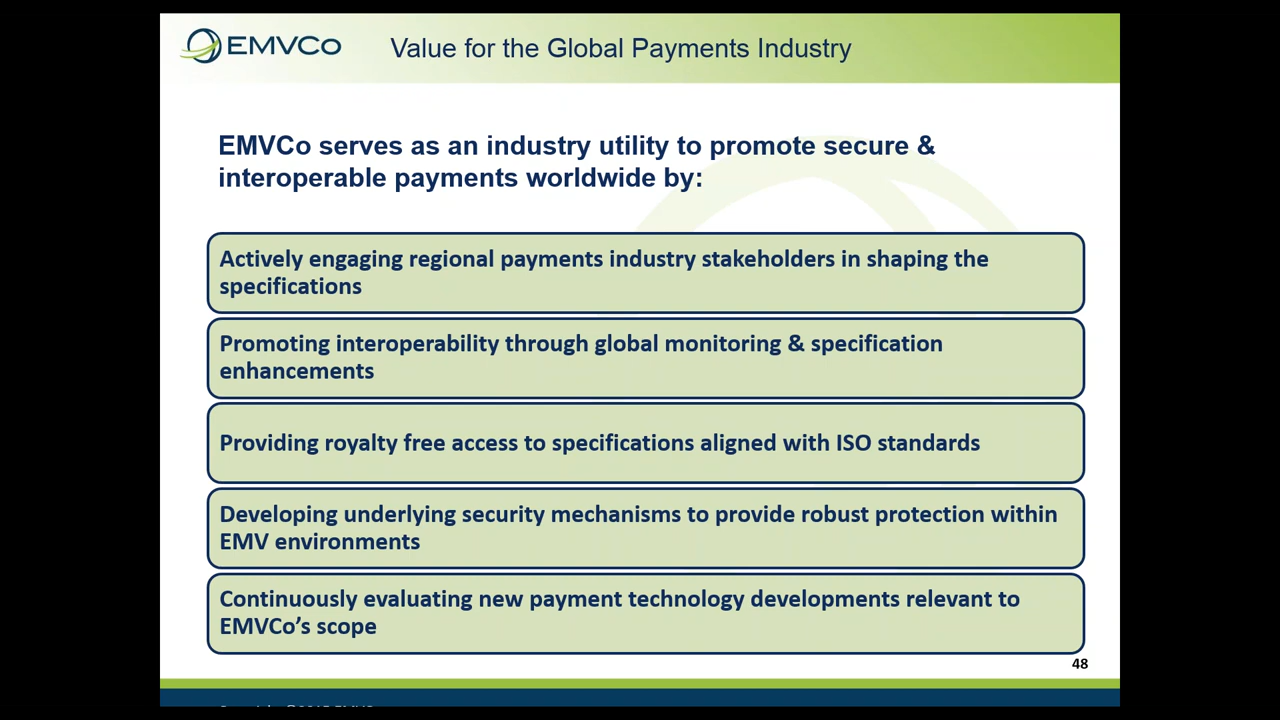 EMVCo
Value for the Global Payments Industry
EMVCo serves as an industry utility to promote secure &
interoperable payments worldwide by:
Actively engaging regional payments industry stakeholders in shaping the
specifications
Promoting interoperability through global monitoring & specification
enhancements
Providing royalty free access to specifications aligned with ISO standards
Developing underlying security mechanisms to provide robust protection within
EMV environments
Continuously evaluating new payment technology developments relevant to
EMVCo’s scope
48